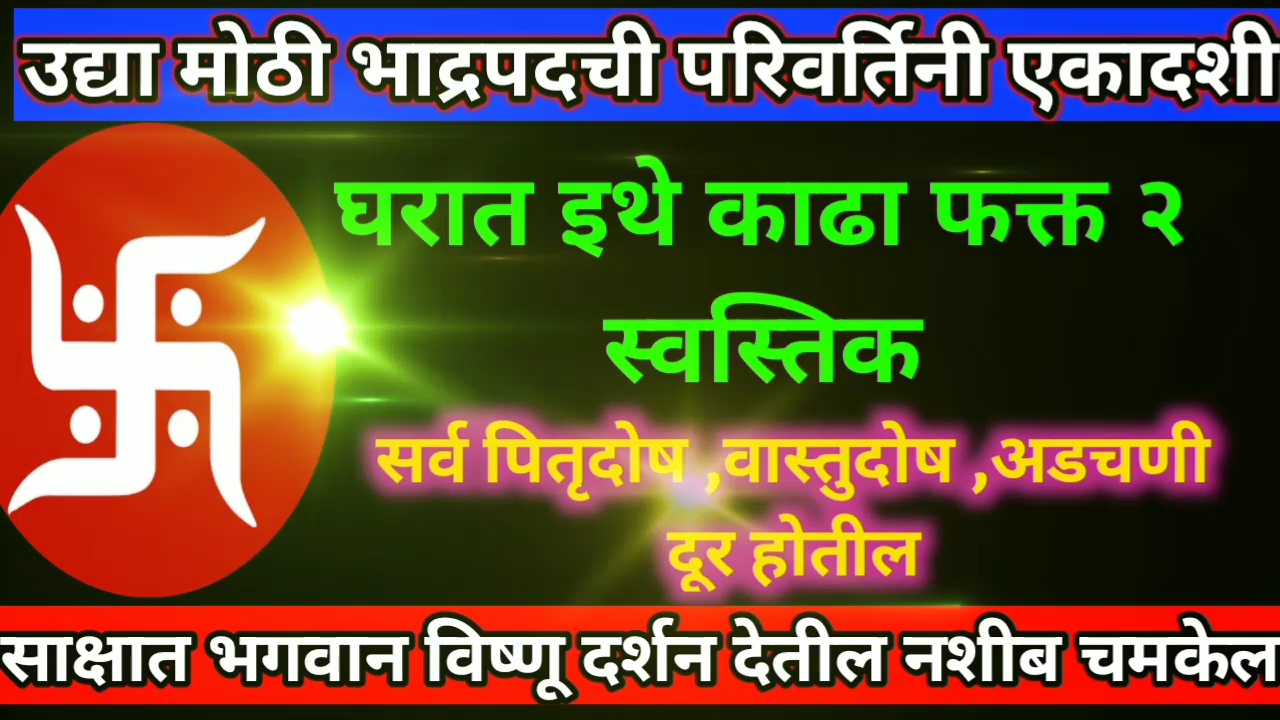 उद्या मोठी भाद्रपदची परिवर्तिनी एकादशी
घरात इथे काढा फक्त २
स्वस्तिक
सर्व पितृदोष ,वास्तुदोष ,अडचणी
दूर होतील
साक्षात भगवान विष्णू दर्शन देतील नशीब चमकेल